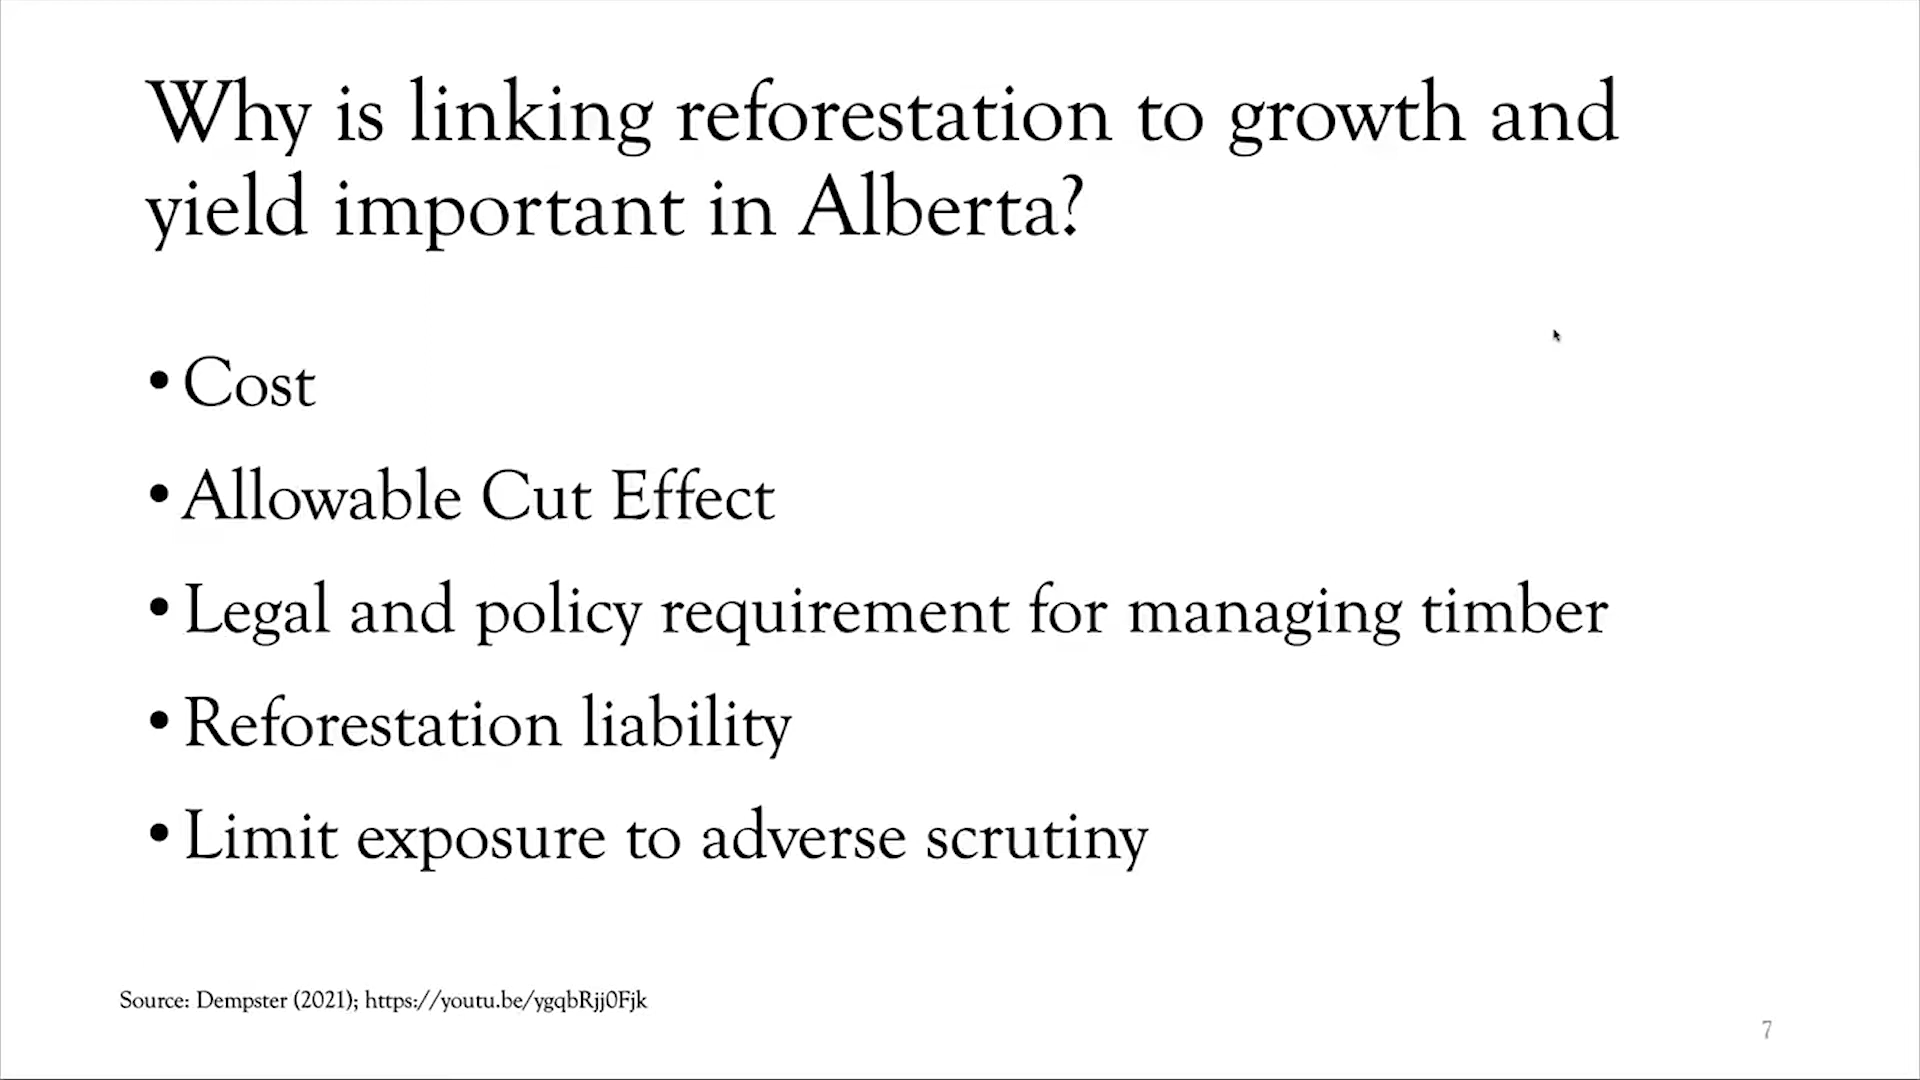 Why is linking reforestation to growth and
yield important in Alberta?
• Cost
• Allowable Cut Effect
• Legal and policy requirement for managing timber
• Reforestation liability
• Limit exposure to adverse scrutiny
Source: Dempster (2021); https://youtu.be/ygqbRjj0Fjk
7